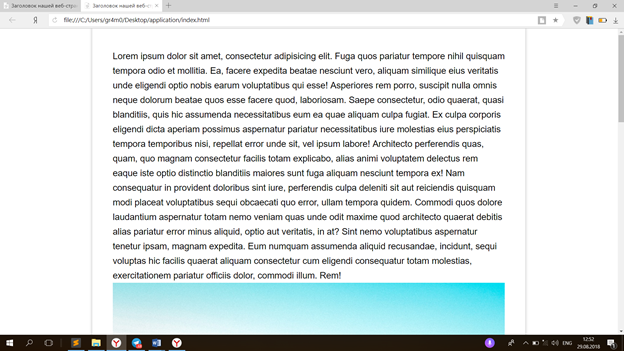 Заголовок нашей веб-стра
Заголовок нашей веб-ст
file:///C:/Users/gr4m0/Desktop/application/index.html
Lorem ipsum dolor sit amet, consectetur adipisicing elit. Fuga quos pariatur tempore nihil quisquam
tempora odio et mollitia. Ea, facere expedita beatae nesciunt vero, aliquam similique eius veritatis
unde eligendi optio nobis earum voluptatibus qui esse! Asperiores rem porro, suscipit nulla omnis
neque dolorum beatae quos esse facere quod, laboriosam. Saepe consectetur, odio quaerat, quasi
blanditiis, quis hic assumenda necessitatibus eum ea quae aliquam culpa fugiat. Ex culpa corporis
eligendi dicta aperiam possimus aspernatur pariatur necessitatibus iure molestias eius perspiciatis
tempora temporibus nisi, repellat error unde sit, vel ipsum labore! Architecto perferendis quas,
quam, quo magnam consectetur facilis totam explicabo, alias animi voluptatem delectus rem
eaque iste optio distinctio blanditiis maiores sunt fuga aliquam nesciunt tempora ex! Nam
consequatur in provident doloribus sint iure, perferendis culpa deleniti sit aut reiciendis quisquam
modi placeat voluptatibus sequi obcaecati quo error, ullam tempora quidem. Commodi quos dolore
laudantium aspernatur totam nemo veniam quas unde odit maxime quod architecto quaerat debitis
alias pariatur error minus aliquid, optio aut veritatis, in at? Sint nemo voluptatibus aspernatur
tenetur ipsam, magnam expedita. Eum numquam assumenda aliquid recusandae, incidunt, sequi
voluptas hic facilis quaerat aliquam consectetur cum eligendi consequatur totam molestias,
exercitationem pariatur officiis dolor, commodi illum. Rem!
ENG
12:52
29.08.2018